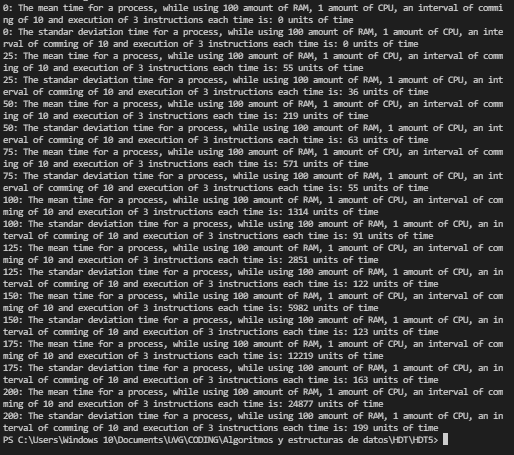 0: The mean time for a process, while using 100 amount of RAM, 1 amount of CPU, an interval of commi
ng of 10 and execution of 3 instructions each time is: 0 units of time
0: The standar deviation time for a process, while using 100 amount of RAM, 1 amount of CPU, an inte
rval of comming of 10 and execution of 3 instructions each time is: 0 units of time
25: The mean time for a process, while using 100 amount of RAM, 1 amount of CPU, an interval of comm
ing of 10 and execution of 3 instructions each time is: 55 units of time
25: The standar deviation time for a process, while using 100 amount of RAM, 1 amount of CPU, an int
erval of comming of 10 and execution of 3 instructions each time is: 36 units of time
50: The mean time for a process, while using 100 amount of RAM, 1 amount of CPU, an interval of comm
ing of 10 and execution of 3 instructions each time is: 219 units of time
50: The standar deviation time for a process, while using 100 amount of RAM, 1 amount of CPU, an int
erval of comming of 10 and execution of 3 instructions each time is: 63 units of time
75: The mean time for a process, while using 100 amount of RAM, 1 amount of CPU, an interval of comm
ing of 10 and execution of 3 instructions each time is: 571 units of time
75: The standar deviation time for a process, while using 100 amount of RAM, 1 amount of CPU, an int
erval of comming of 10 and execution of 3 instructions each time is: 55 units of time
100: The mean time for a process, while using 100 amount of RAM, 1 amount of CPU, an interval of com
ming of 10 and execution of 3 instructions each time is: 1314 units of time
100: The standar deviation time for a process, while using 100 amount of RAM, 1 amount of CPU, an in
terval of comming of 10 and execution of 3 instructions each time is: 91 units of time
125: The mean time for a process, while using 100 amount of RAM, 1 amount of CPU, an interval of com
ming of 10 and execution of 3 instructions each time is: 2851 units of time
125: The standar deviation time for a process, while using 100 amount of RAM, 1 amount of CPU, an in
terval of comming of 10 and execution of 3 instructions each time is: 122 units of time
150: The mean time for a process, while using 100 amount of RAM, 1 amount of CPU, an interval of com
ming of 10 and execution of 3 instructions each time is: 5982 units of time
150: The standar deviation time for a process, while using 100 amount of RAM, 1 amount of CPU, an in
terval of comming of 10 and execution of 3 instructions each time is: 123 units of time
175: The mean time for a process, while using 100 amount of RAM, 1 amount of CPU, an interval of com
ming of 10 and execution of 3 instructions each time is: 12219 units of time
175: The standar deviation time for a process, while using 100 amount of RAM, 1 amount of CPU, an in
terval of comming of 10 and execution of 3 instructions each time is: 163 units of time
200: The mean time for a process, while using 100 amount of RAM, 1 amount of CPU, an interval of com
ming of 10 and execution of 3 instructions each time is: 24877 units of time
200: The standar deviation time for a process, while using 100 amount of RAM, 1 amount of CPU, an in
terval of comming of 10 and execution of 3 instructions each time is: 199 units of time
PS C:\Users\Windows 10\Documents\UVG\CODING\Algoritmos y estructuras de datos\HDT\HDT5>